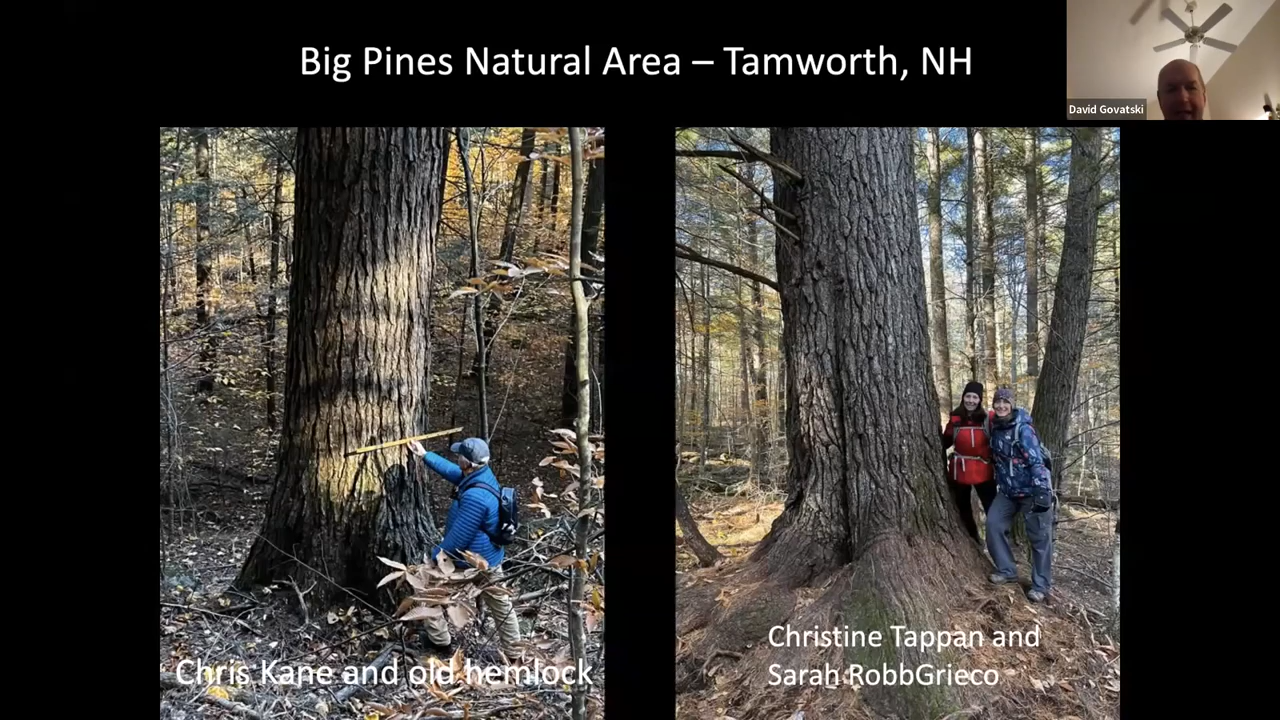 Big Pines Natural Area – Tamworth, NH
David Govatski
Chris Kane and old hemlock
Christine Tappan and
Sarah RobbGrieco